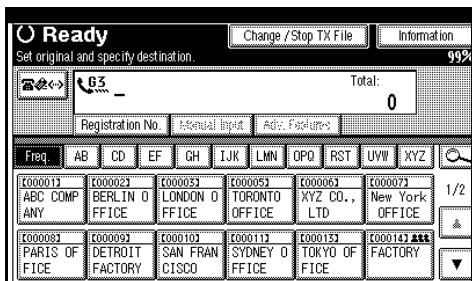 Ready
Change / Stop TX File
Information
Set original and specify destination.
99%
G3
Total:
0
Registration No.
Manual Input
Adv. Features
Freq.
AB
CD
EF
GH
IJK
LMN
OPQ
RST
UVW
XYZ
[00001]
ABC COMP
ANY
[00002]
BERLIN O
FFICE
[00003]
LONDON O
FFICE
[00005]
TORONTO
OFFICE
[00006]
XYZ CO.,
LTD
[00007]
New York
OFFICE
1/2
[00008]
PARIS OF
FICE
[00009]
DETROIT
FACTORY
[00010]
SAN FRAN
CISCO
[00011]
SYDNEY O
FFICE
[00013]
TOKYO OF
FICE
[00014]
FACTORY